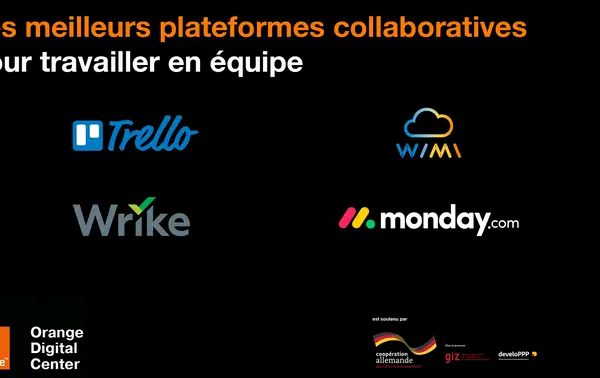 s meilleurs plateformes collaboratives
our travailler en équipe
Trello
WIMI
Wrike
monday.com
Orange
Digital
Center
est soutenu par
coopération
allemande
giz
develoPPP